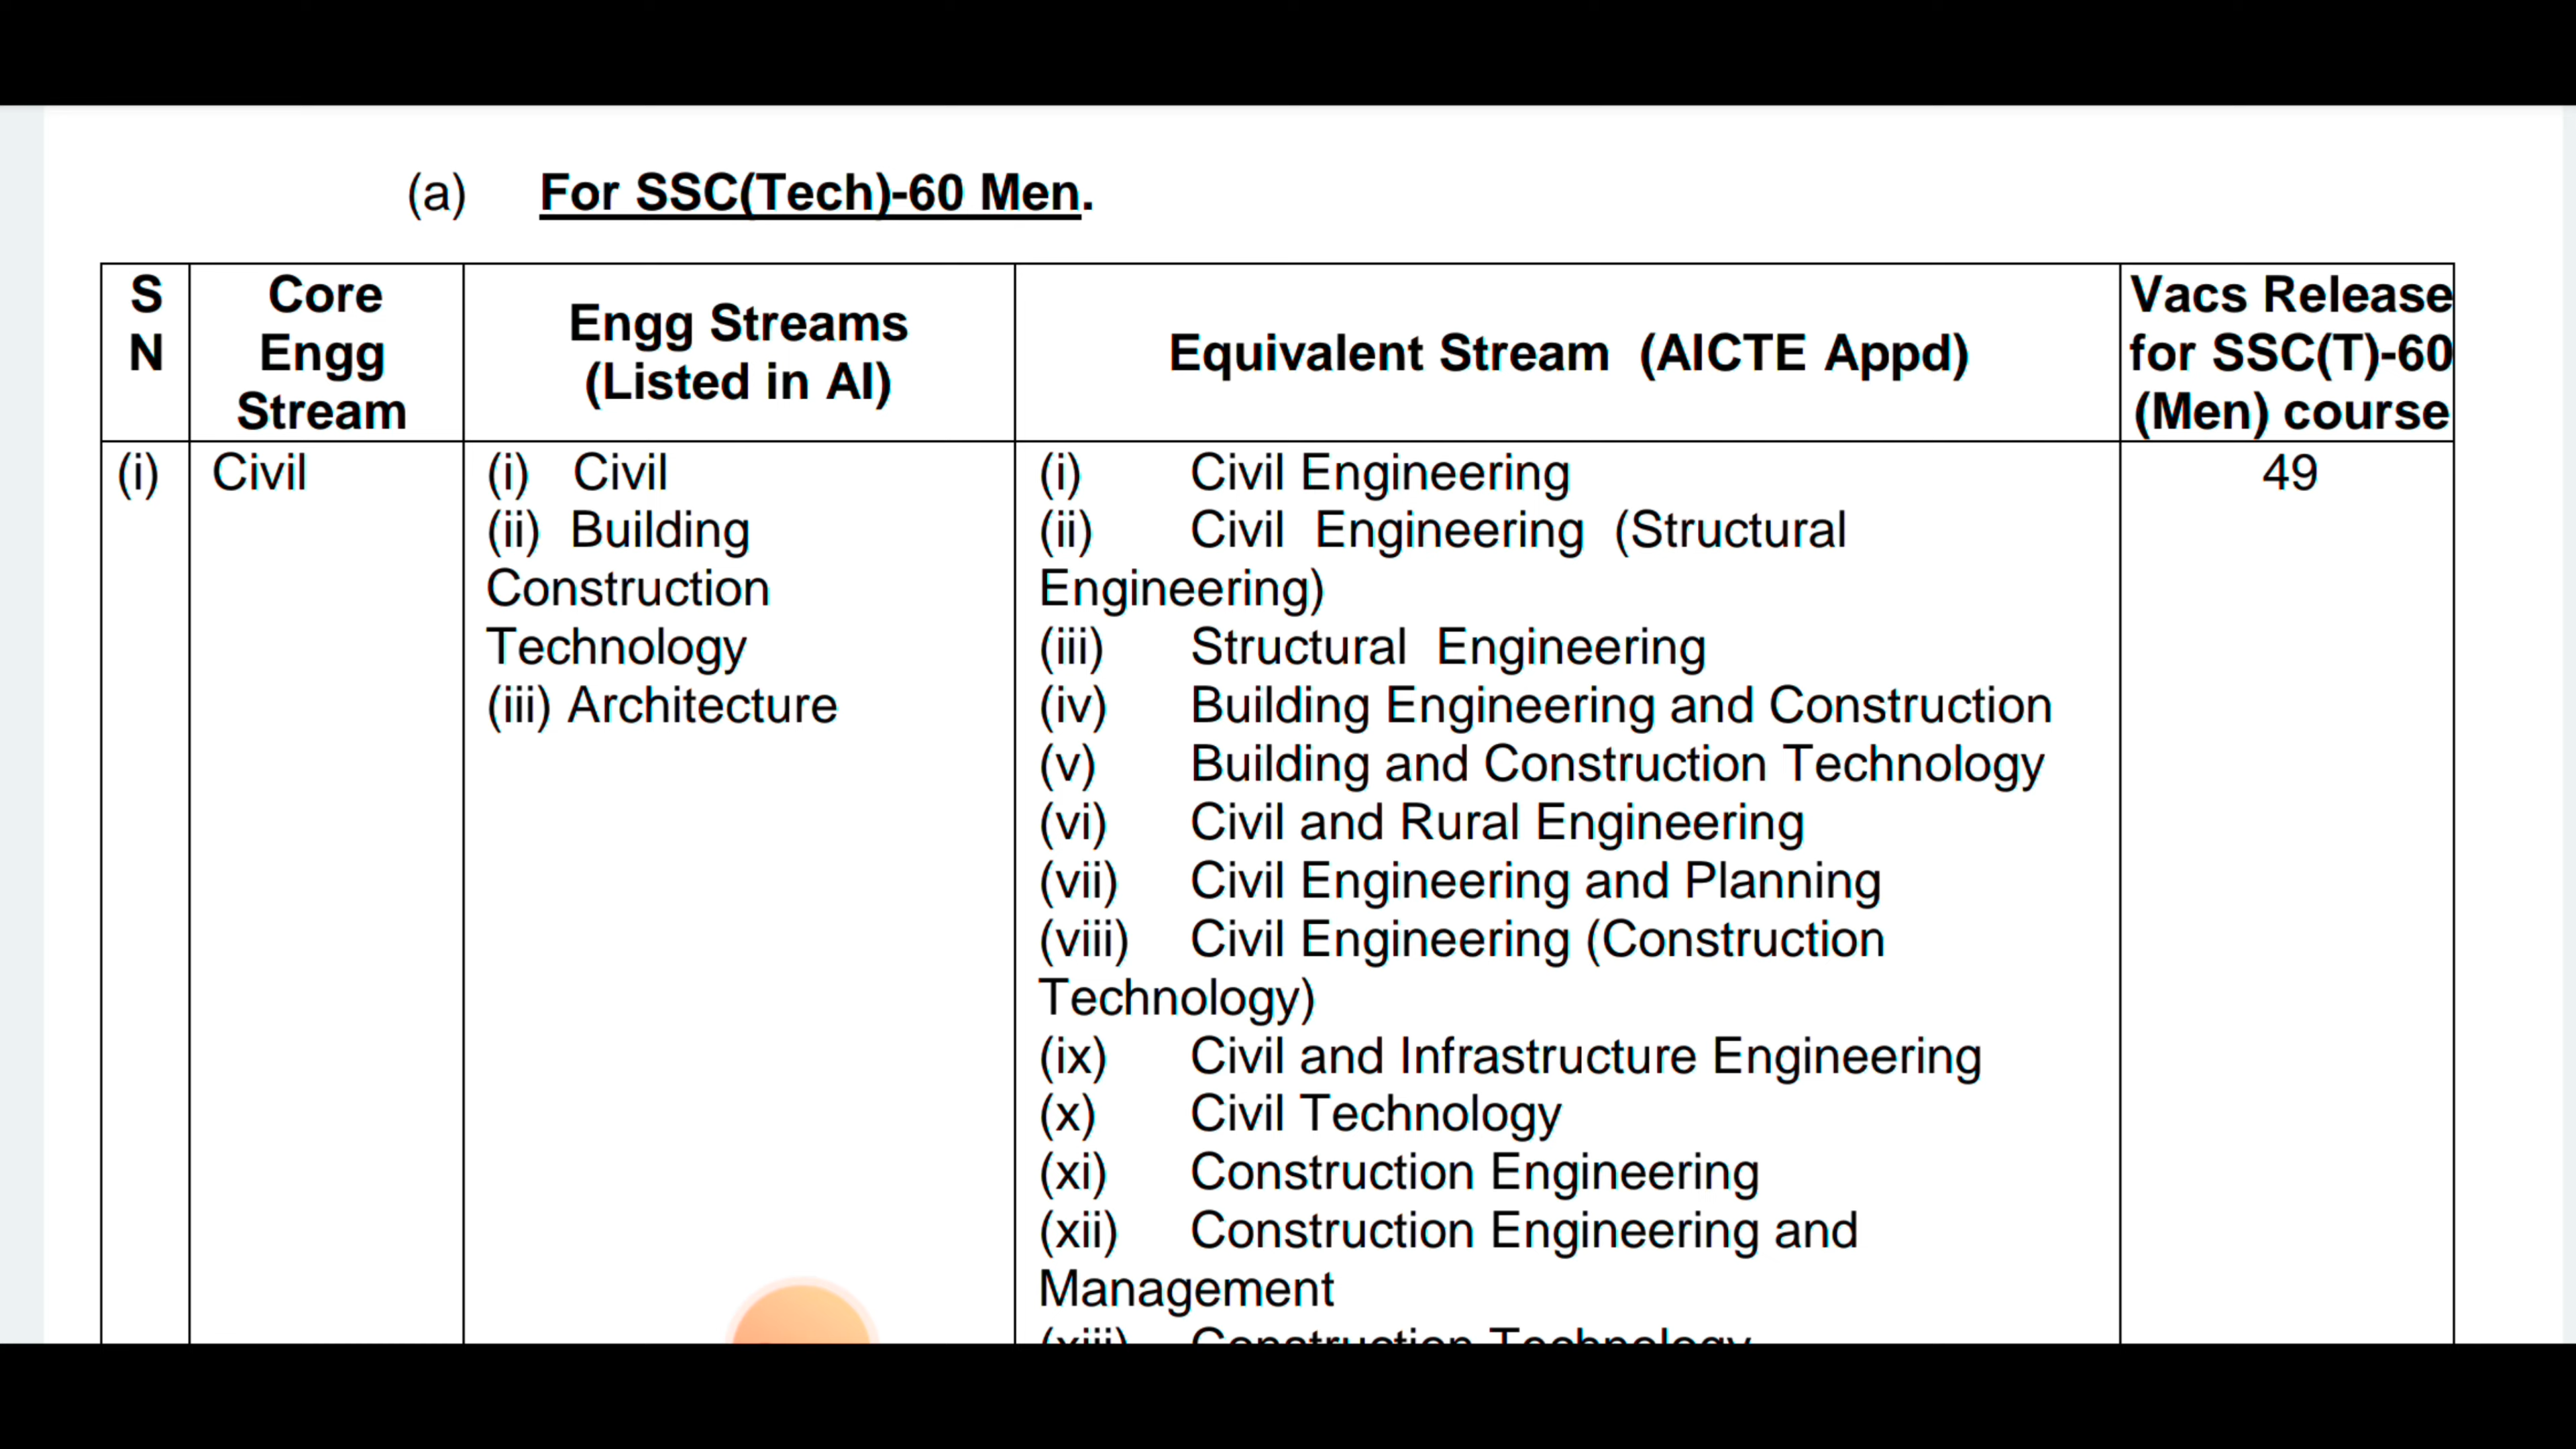 (a) For SSC(Tech)-60 Men.
S N
Core Engg Stream
Engg Streams (Listed in AI)
Equivalent Stream (AICTE Appd)
Vacs Release for SSC(T)-60 (Men) course
(i)
Civil
(i) Civil
(ii) Building
Construction
Technology
(iii) Architecture
(i) Civil Engineering
(ii) Civil Engineering (Structural
Engineering)
(iii) Structural Engineering
(iv) Building Engineering and Construction
(v) Building and Construction Technology
(vi) Civil and Rural Engineering
(vii) Civil Engineering and Planning
(viii) Civil Engineering (Construction
Technology)
(ix) Civil and Infrastructure Engineering
(x) Civil Technology
(xi) Construction Engineering
(xii) Construction Engineering and
Management
(xiii) Construction Technology
49